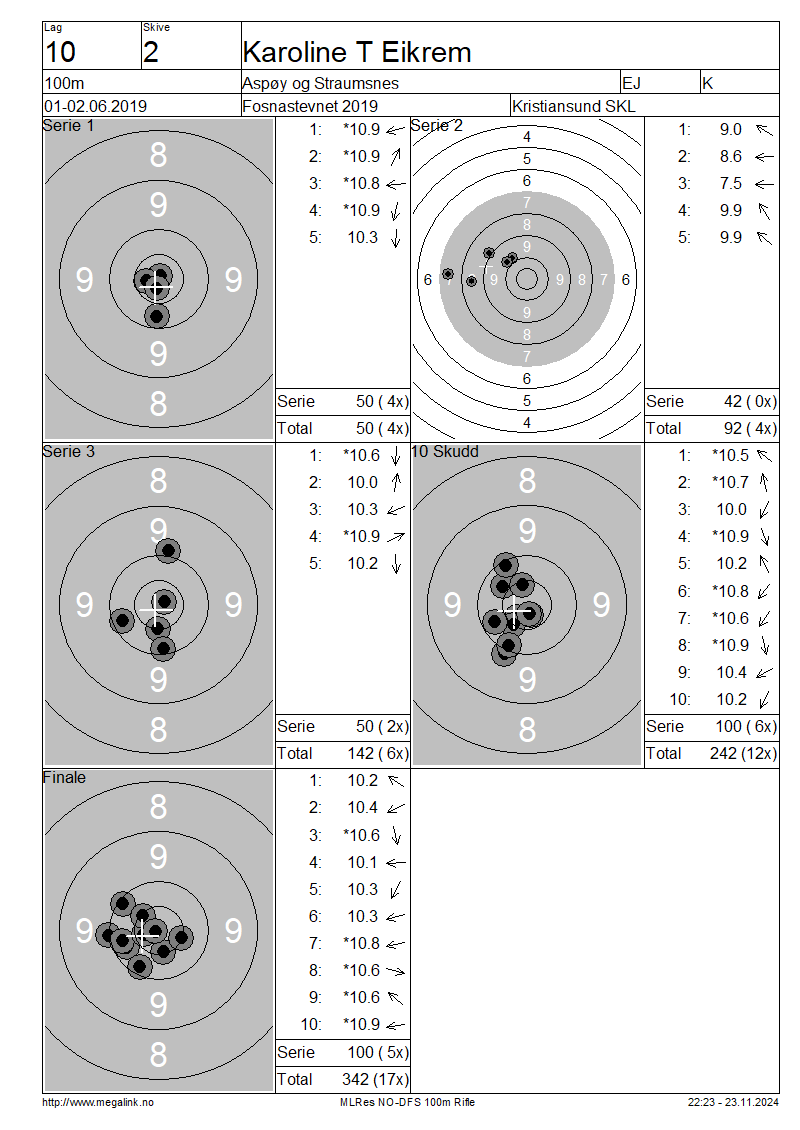 Lag
Skive
10
2
Karoline T Eikrem
100m
Aspøy og Straumsnes
EJ
K
01-02.06.2019
Fosnastevnet 2019
Kristiansund SKL
Serie 1
8
9
9
9
9
8
1: *10.9
2: *10.9
3: *10.8
4: *10.9
5: 10.3
Serie 50 ( 4x)
Total 50 ( 4x)
Serie 2
4
5
6
7
8
9
6 9 9 8 7 6
9
8
7
6
5
4
1: 9.0
2: 8.6
3: 7.5
4: 9.9
5: 9.9
Serie 42 ( 0x)
Total 92 ( 4x)
Serie 3
8
9
9
9
9
8
1: *10.6
2: 10.0
3: 10.3
4: *10.9
5: 10.2
Serie 50 ( 2x)
Total 142 ( 6x)
10 Skudd
8
9
9
9
9
8
1: *10.5
2: *10.7
3: 10.0
4: *10.9
5: 10.2
6: *10.8
7: *10.6
8: *10.9
9: 10.4
10: 10.2
Serie 100 ( 6x)
Total 242 (12x)
Finale
8
9
9
9
9
8
1: 10.2
2: 10.4
3: *10.6
4: 10.1
5: 10.3
6: 10.3
7: *10.8
8: *10.6
9: *10.6
10: *10.9
Serie 100 ( 5x)
Total 342 (17x)
http://www.megalink.no
MLRes NO-DFS 100m Rifle
22:23 - 23.11.2024